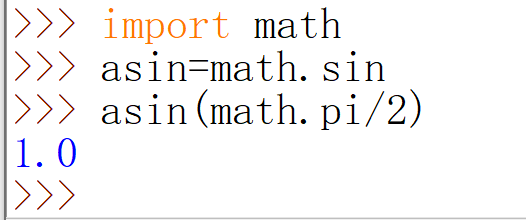 >>> import math
>>> asin=math.sin
>>> asin(math.pi/2)
1.0
>>>